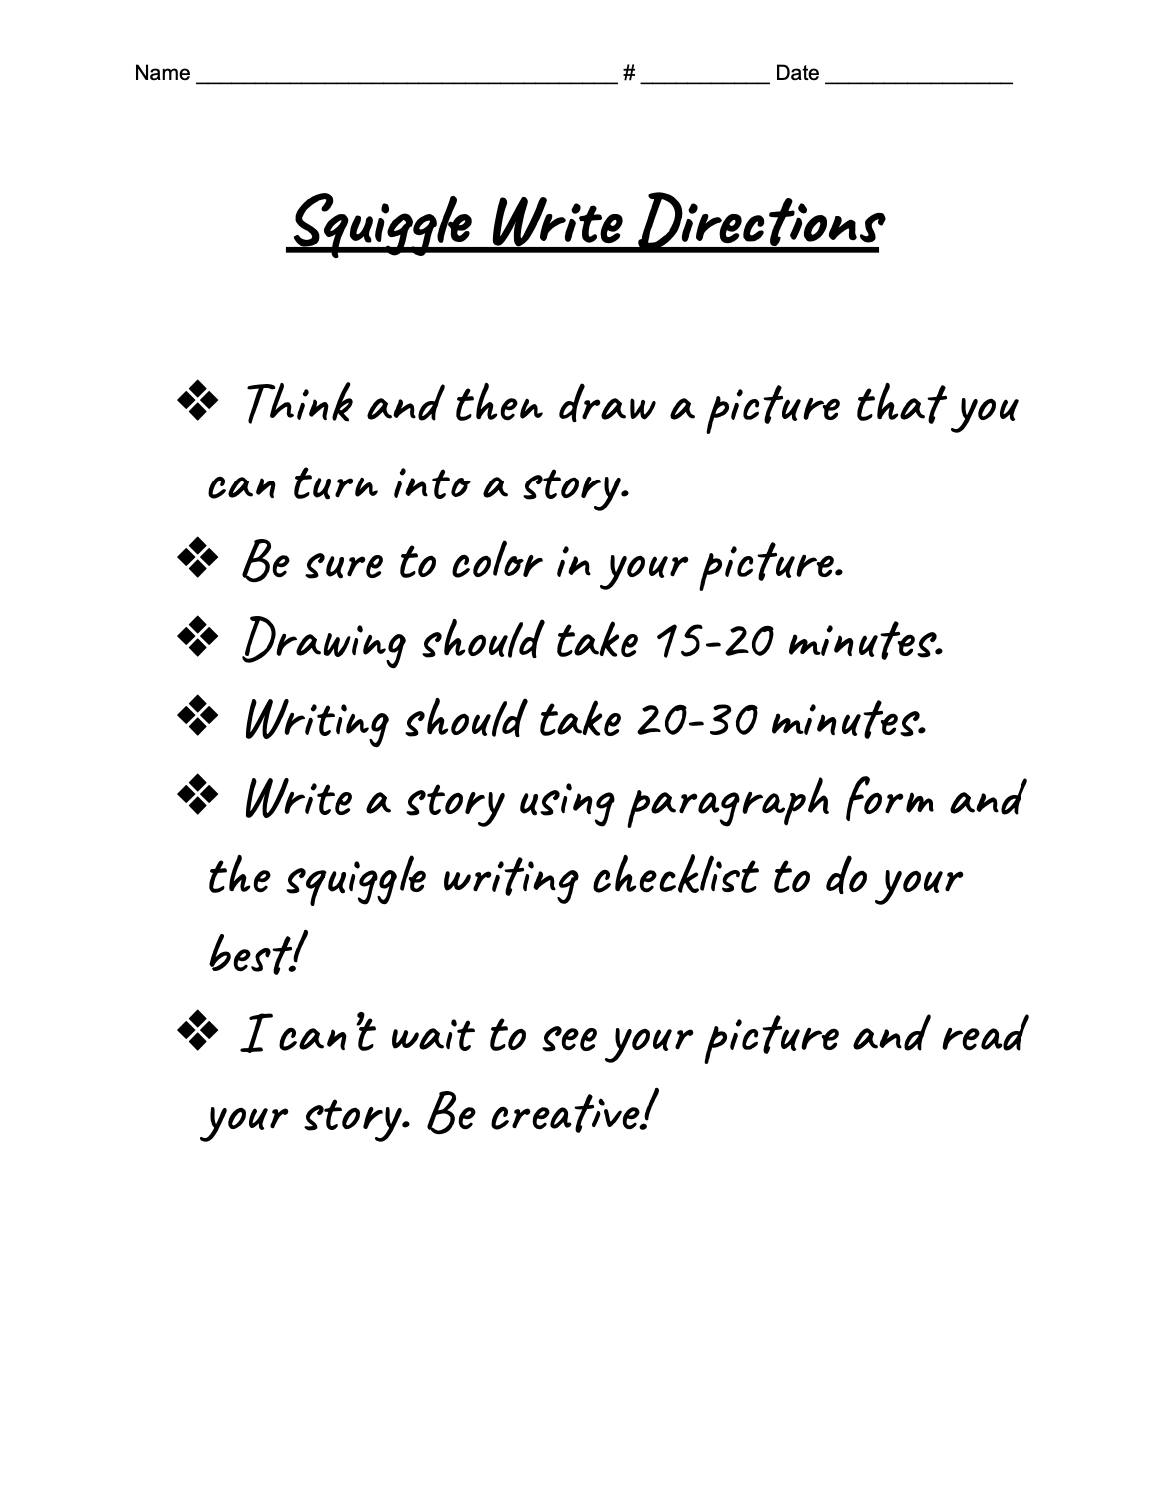 Name ____________________________________ # ___________ Date ________________
Squiggle Write Directions
❖ Think and then draw a picture that you
can turn into a story.
❖ Be sure to color in your picture.
❖ Drawing should take 15-20 minutes.
❖ Writing should take 20-30 minutes.
❖ Write a story using paragraph form and
the squiggle writing checklist to do your
best!
❖ I can’t wait to see your picture and read
your story. Be creative!